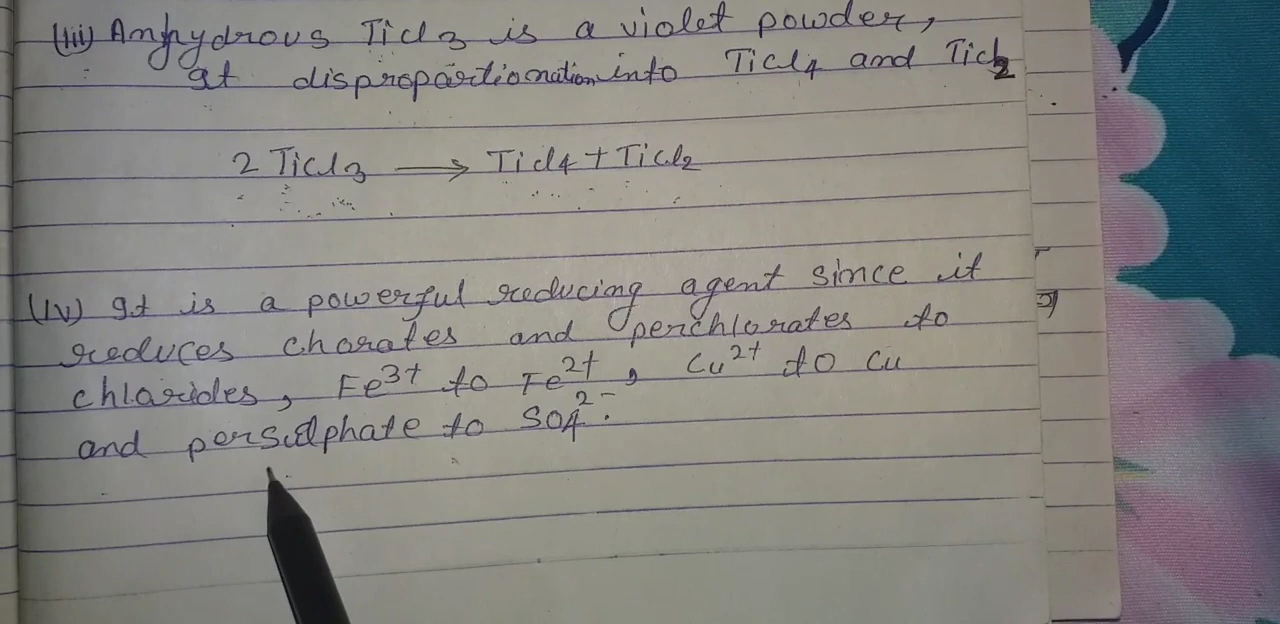 (iii) Anhydrous TiCl3 is a violet powder,
It disproportionation into TiCl4 and TiCl2
2 TiCl3 ⟶ TiCl4 + TiCl2
(iv) It is a powerful reducing agent since it
reduces chorates and perchlorates to
chlorides, Fe3+ to Fe2+, Cu2+ to Cu
and persulphate to SO4 2-.